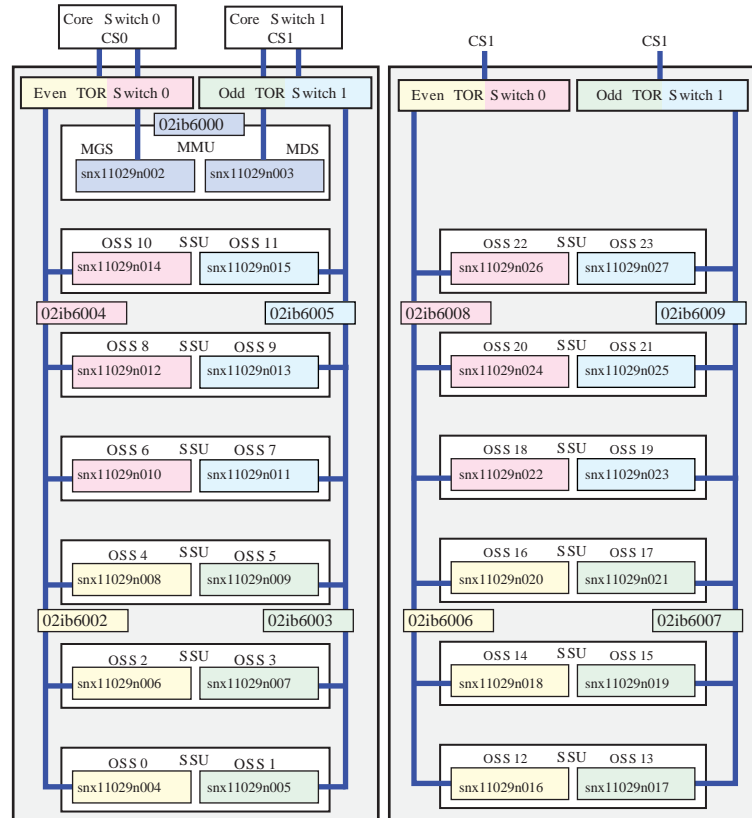 Core Switch 0
CS0
Core Switch 1
CS1
CS1
CS1
Even TOR Switch 0
Odd TOR Switch 1
Even TOR Switch 0
Odd TOR Switch 1
02ib6000
MGS MMU MDS
snx11029n002 snx11029n003
OSS 10 SSU OSS 11
snx11029n014 snx11029n015
02ib6004 02ib6005
OSS 8 SSU OSS 9
snx11029n012 snx11029n013
OSS 6 SSU OSS 7
snx11029n010 snx11029n011
OSS 4 SSU OSS 5
snx11029n008 snx11029n009
02ib6002 02ib6003
OSS 2 SSU OSS 3
snx11029n006 snx11029n007
OSS 0 SSU OSS 1
snx11029n004 snx11029n005
OSS 22 SSU OSS 23
snx11029n026 snx11029n027
02ib6008 02ib6009
OSS 20 SSU OSS 21
snx11029n024 snx11029n025
OSS 18 SSU OSS 19
snx11029n022 snx11029n023
OSS 16 SSU OSS 17
snx11029n020 snx11029n021
02ib6006 02ib6007
OSS 14 SSU OSS 15
snx11029n018 snx11029n019
OSS 12 SSU OSS 13
snx11029n016 snx11029n017